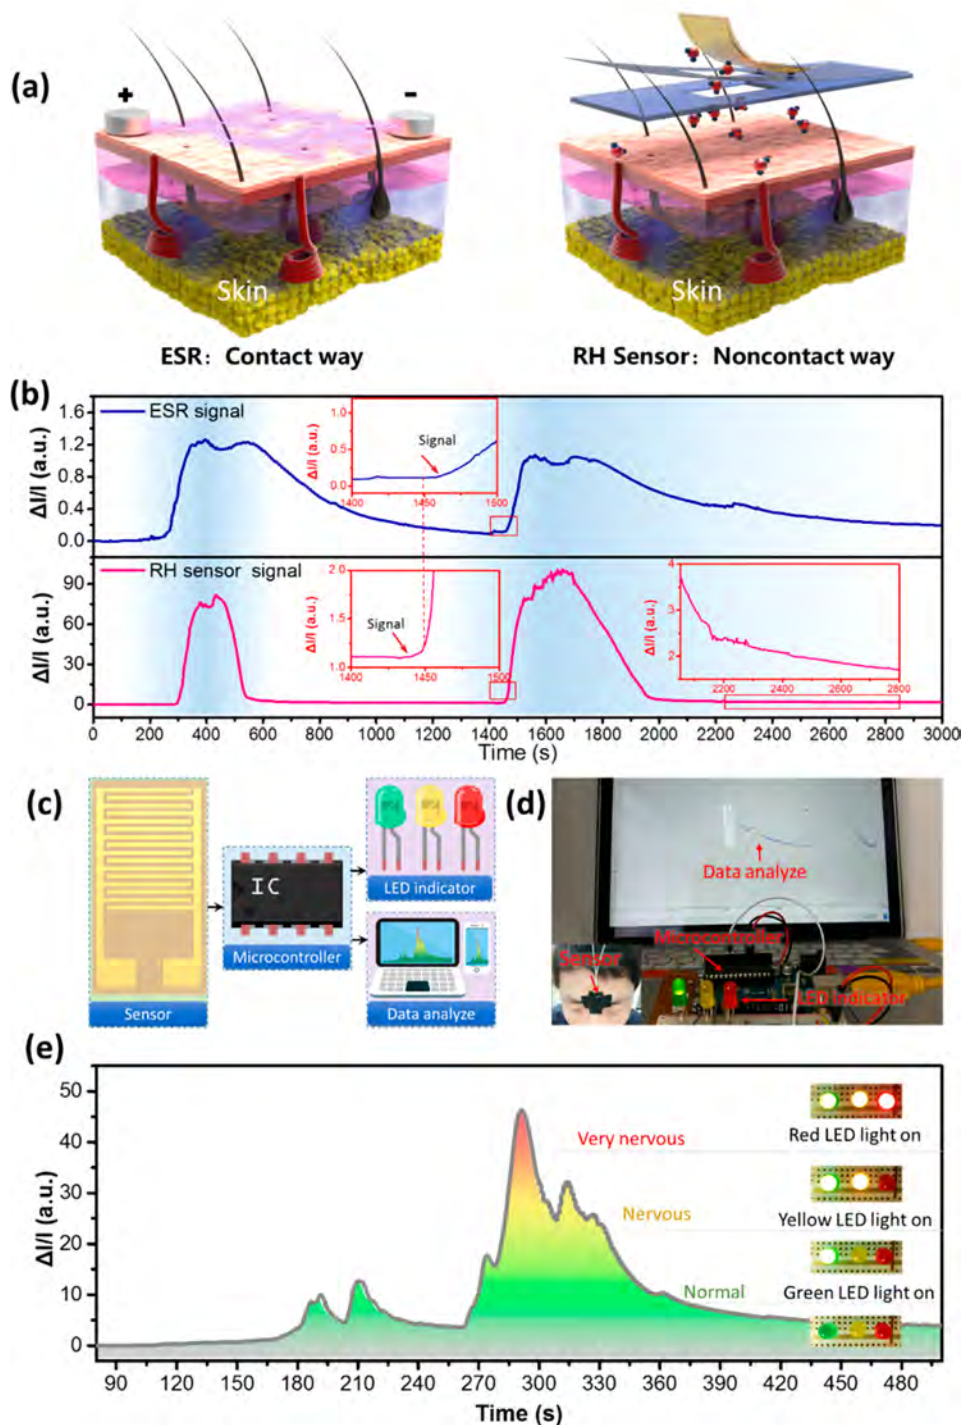 (a)
+
-
Skin
Skin
ESR: Contact way
RH Sensor: Noncontact way
(b)
ESR signal
ΔI/I (a.u.)
1.6
1.2
0.8
0.4
0.0
ΔI/I (a.u.)
1.0
0.5
0.0
Signal
1400
1450
1500
RH sensor signal
ΔI/I (a.u.)
90
60
30
0
ΔI/I (a.u.)
2.0
1.5
1.0
Signal
1400
1450
1500
ΔI/I (a.u.)
4
3
2
2200
2400
2600
2800
0
200
400
600
800
1000
1200
1400
1600
1800
2000
2200
2400
2600
2800
3000
Time (s)
(c)
Sensor
IC
Microcontroller
LED indicator
Data analyze
(d)
Data analyze
Microcontroller
Sensor
LED indicator
(e)
ΔI/I (a.u.)
50
40
30
20
10
0
Very nervous
Nervous
Normal
Red LED light on
Yellow LED light on
Green LED light on
90
120
150
180
210
240
270
300
330
360
390
420
450
480
Time (s)